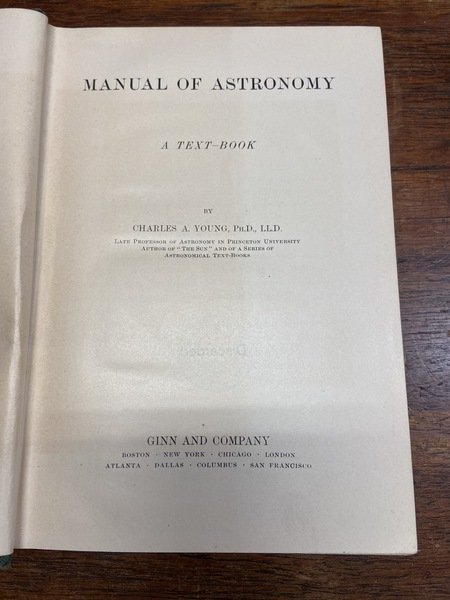 MANUAL OF ASTRONOMY
A TEXT-BOOK
BY
CHARLES A. YOUNG, Ph.D., LL.D.
Late Professor of Astronomy in Princeton University
Author of "The Sun" and of a Series of
Astronomical Text-Books
Discarded
GINN AND COMPANY
BOSTON · NEW YORK · CHICAGO · LONDON
ATLANTA · DALLAS · COLUMBUS · SAN FRANCISCO